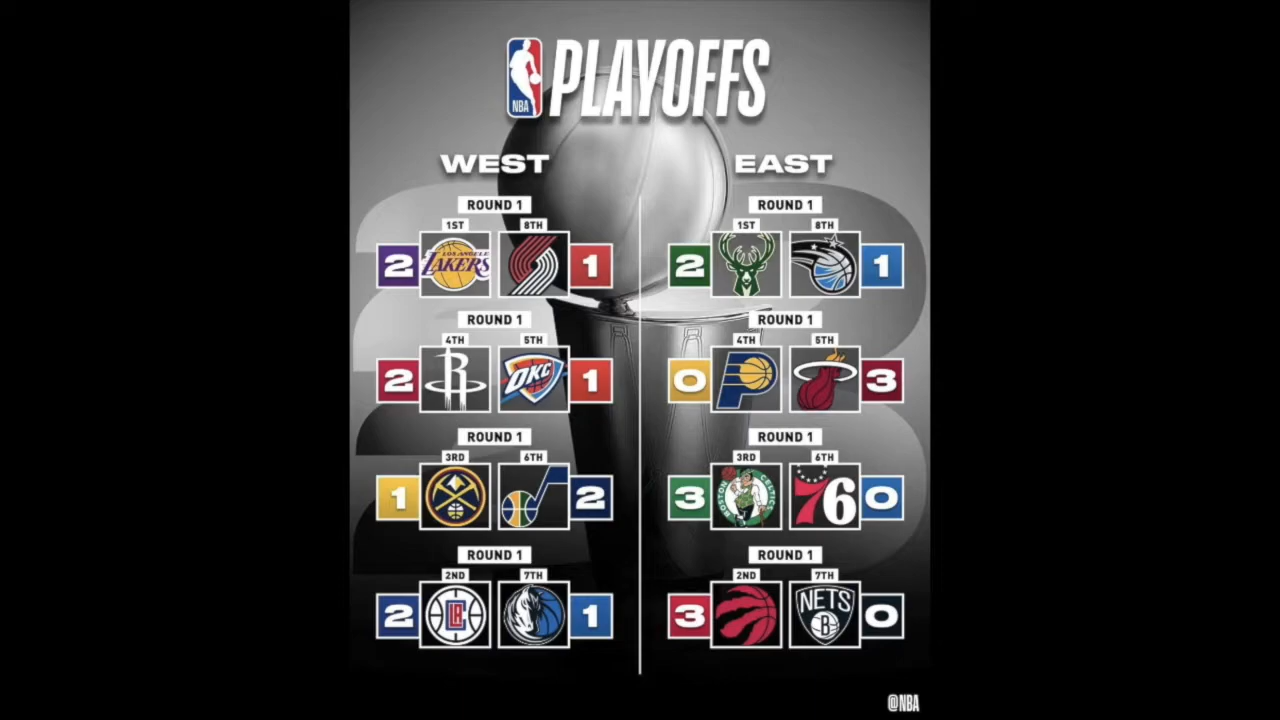 NBA PLAYOFFS
WEST
ROUND 1
1ST 8TH
2 LOS ANGELES LAKERS 1
ROUND 1
4TH 5TH
2 R OKC 1
ROUND 1
3RD 6TH
1 2
ROUND 1
2ND 7TH
2 LA 1
EAST
ROUND 1
1ST 8TH
2 1
ROUND 1
4TH 5TH
0 P 3
ROUND 1
3RD 6TH
3 BOSTON CELTICS 76 0
ROUND 1
2ND 7TH
3 NETS B 0
@NBA